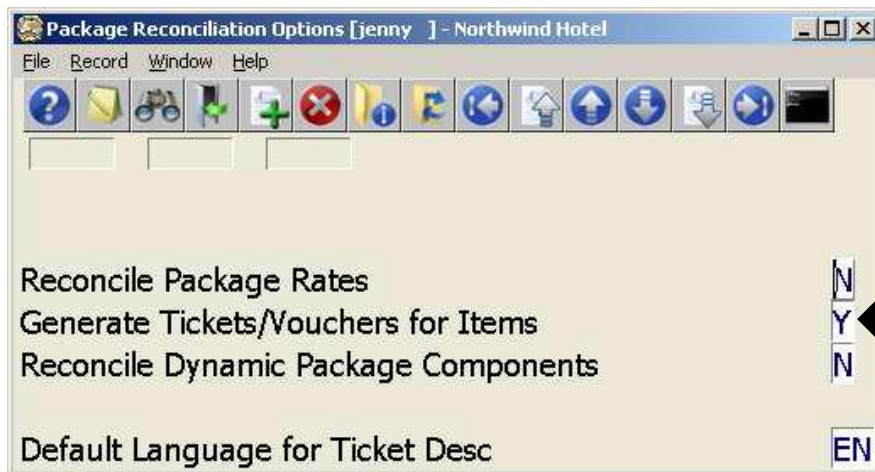 Package Reconciliation Options [jenny ] - Northwind Hotel
File Record Window Help
Reconcile Package Rates N
Generate Tickets/Vouchers for Items Y
Reconcile Dynamic Package Components N
Default Language for Ticket Desc EN